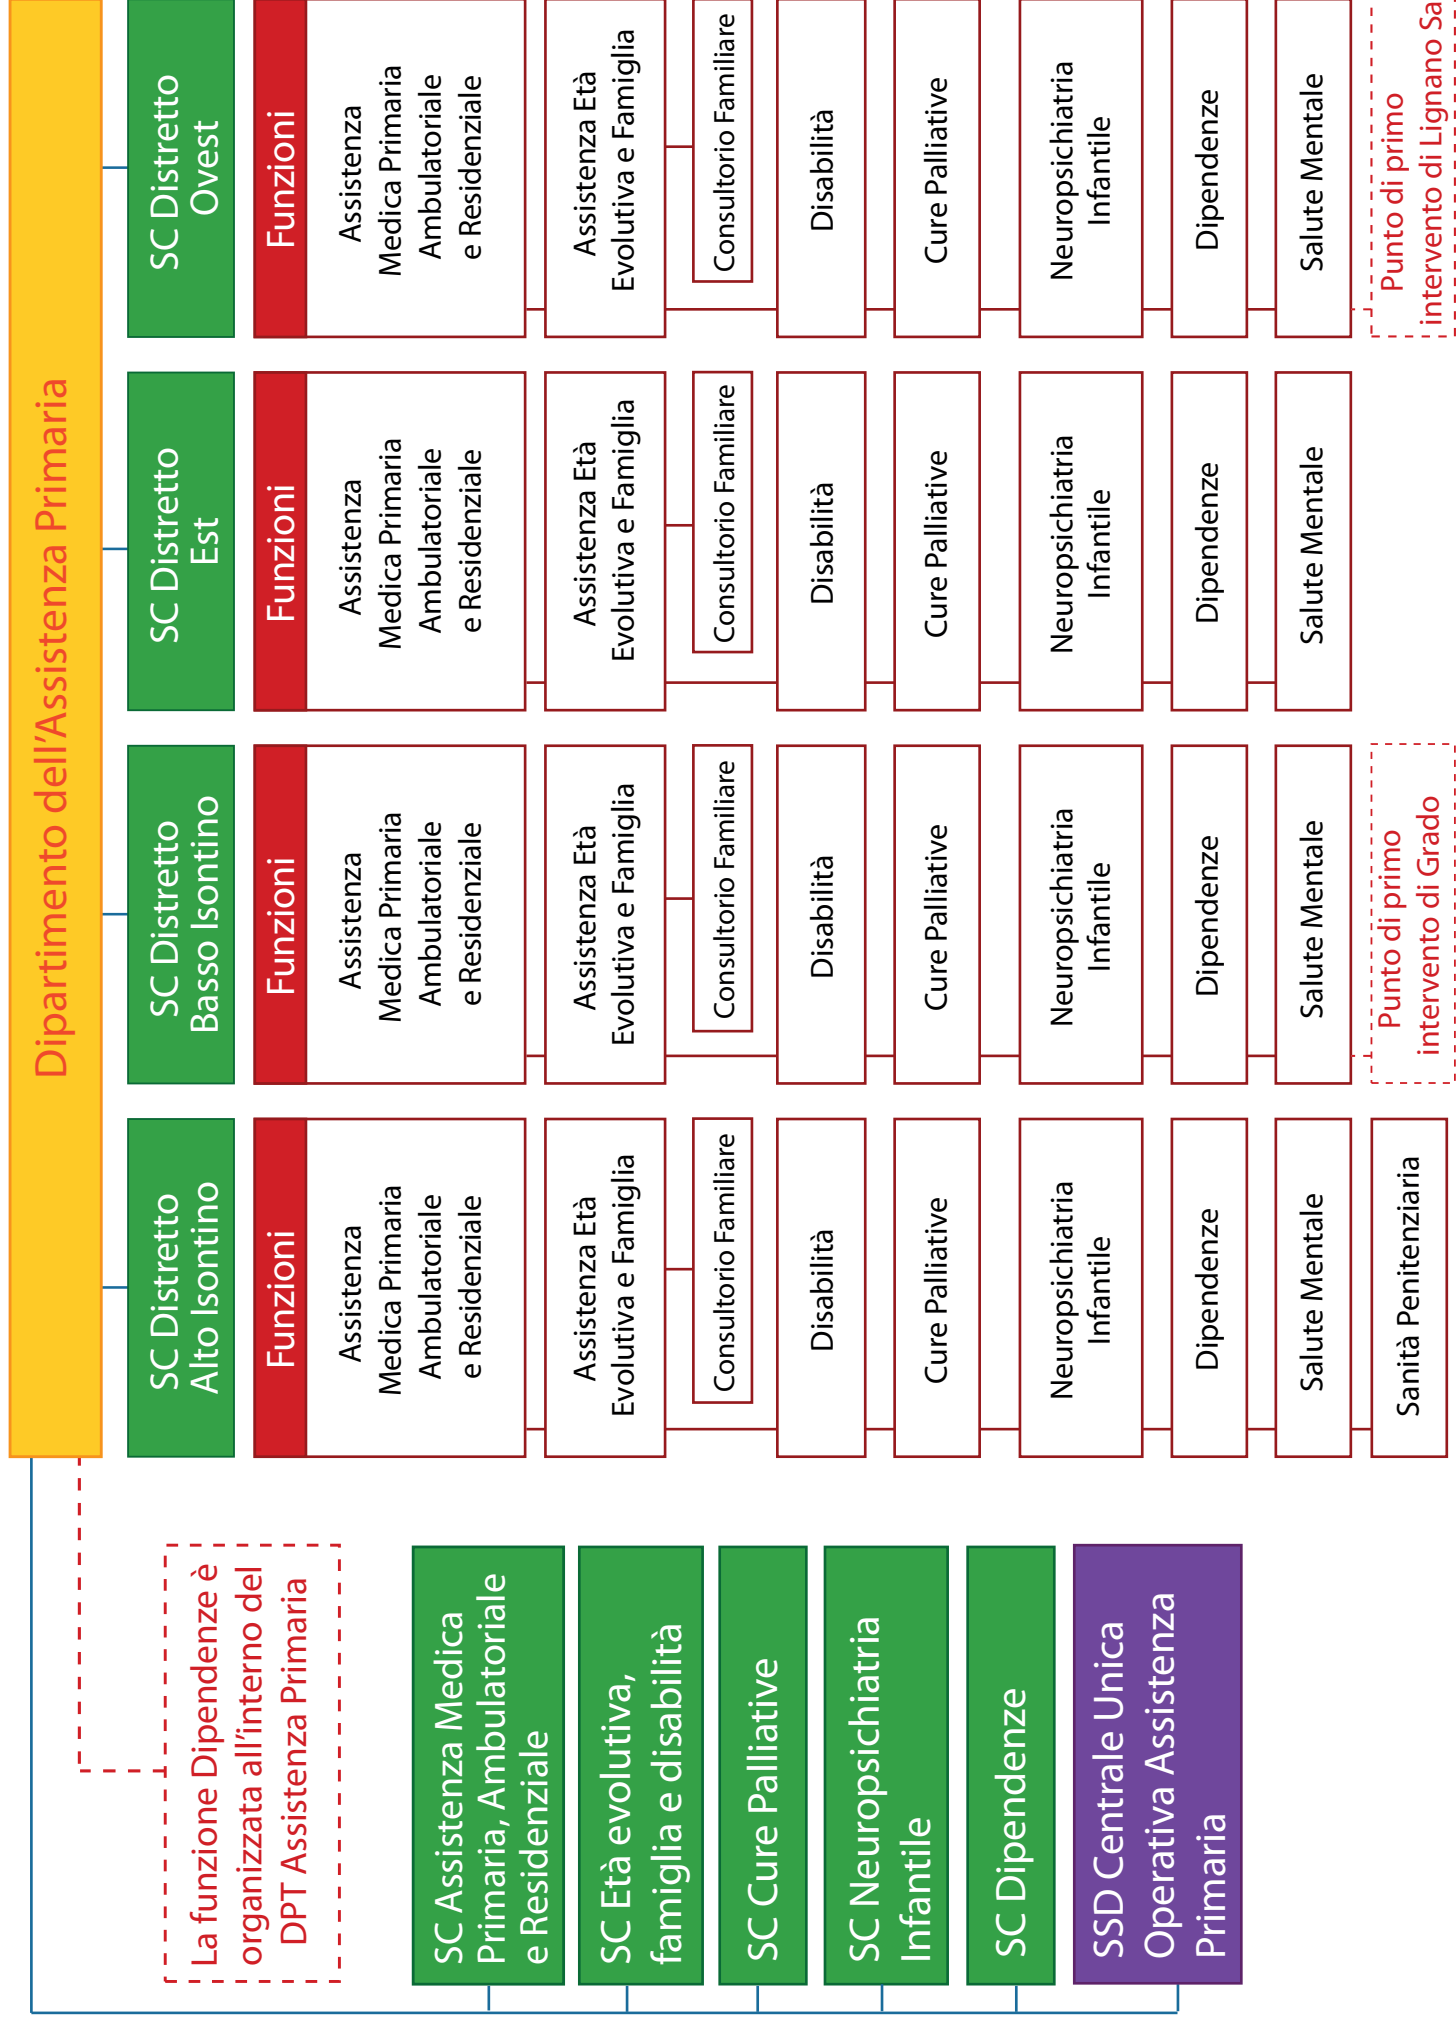 Dipartimento dell'Assistenza Primaria
La funzione Dipendenze è
organizzata all'interno del
DPT Assistenza Primaria
SC Assistenza Medica
Primaria, Ambulatoriale
e Residenziale
SC Età evolutiva,
famiglia e disabilità
SC Cure Palliative
SC Neuropsichiatria
Infantile
SC Dipendenze
SSD Centrale Unica
Operativa Assistenza
Primaria
SC Distretto
Alto Isontino
Funzioni
Assistenza
Medica Primaria
Ambulatoriale
e Residenziale
Assistenza Età
Evolutiva e Famiglia
Consultorio Familiare
Disabilità
Cure Palliative
Neuropsichiatria
Infantile
Dipendenze
Salute Mentale
Sanità Penitenziaria
SC Distretto
Basso Isontino
Funzioni
Assistenza
Medica Primaria
Ambulatoriale
e Residenziale
Assistenza Età
Evolutiva e Famiglia
Consultorio Familiare
Disabilità
Cure Palliative
Neuropsichiatria
Infantile
Dipendenze
Salute Mentale
Punto di primo
intervento di Grado
SC Distretto
Est
Funzioni
Assistenza
Medica Primaria
Ambulatoriale
e Residenziale
Assistenza Età
Evolutiva e Famiglia
Consultorio Familiare
Disabilità
Cure Palliative
Neuropsichiatria
Infantile
Dipendenze
Salute Mentale
SC Distretto
Ovest
Funzioni
Assistenza
Medica Primaria
Ambulatoriale
e Residenziale
Assistenza Età
Evolutiva e Famiglia
Consultorio Familiare
Disabilità
Cure Palliative
Neuropsichiatria
Infantile
Dipendenze
Salute Mentale
Punto di primo
intervento di Lignano Sa